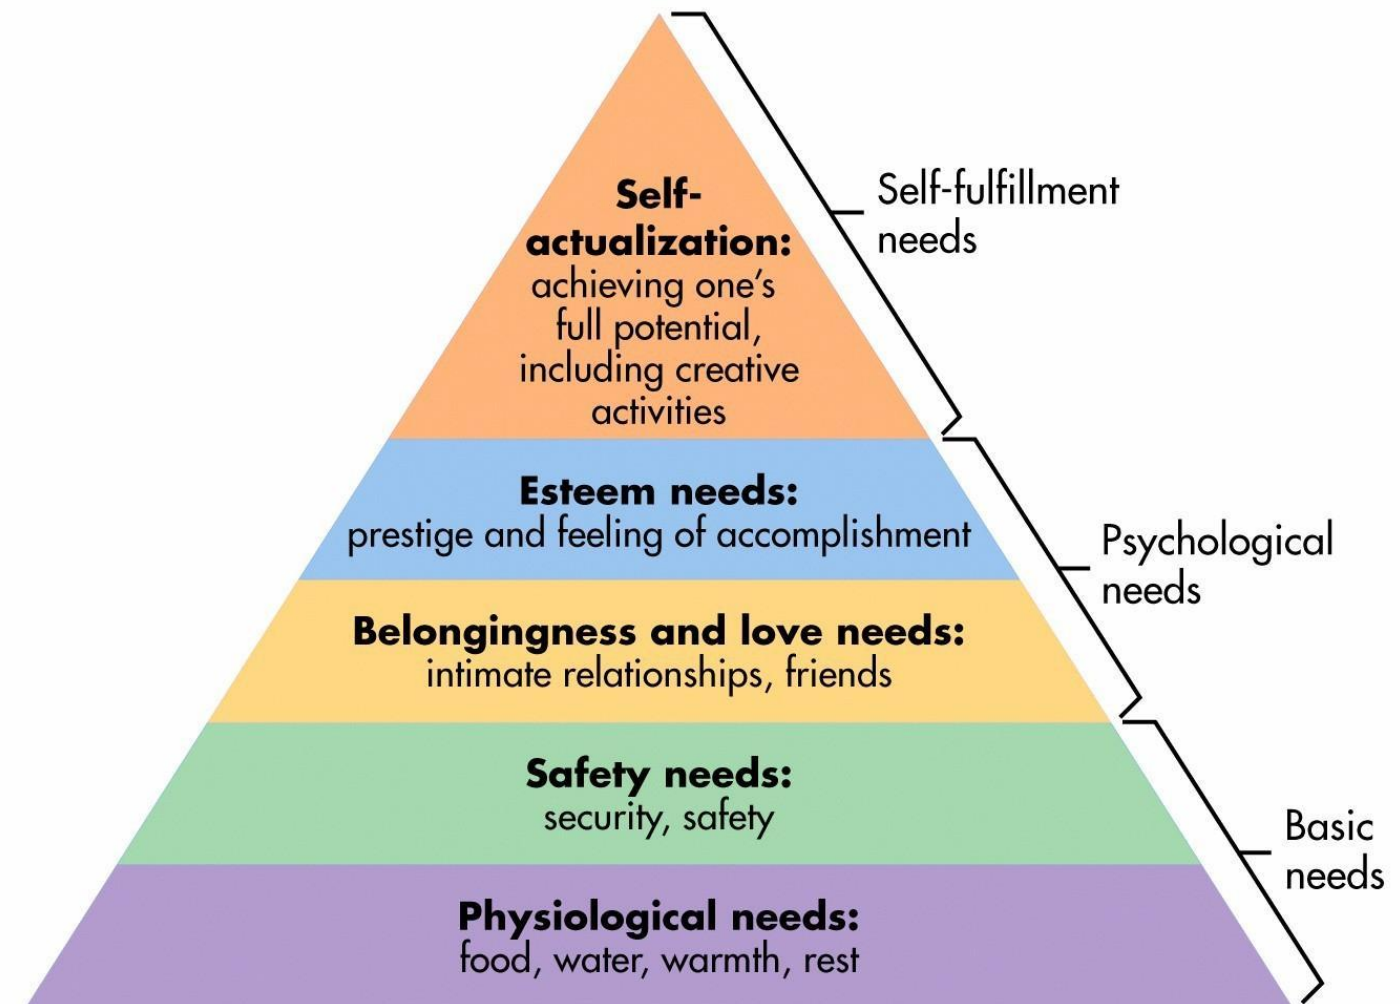 Self-
actualization:
achieving one's
full potential,
including creative
activities
Self-fulfillment
needs
Esteem needs:
prestige and feeling of accomplishment
Psychological
needs
Belongingness and love needs:
intimate relationships, friends
Safety needs:
security, safety
Basic
needs
Physiological needs:
food, water, warmth, rest